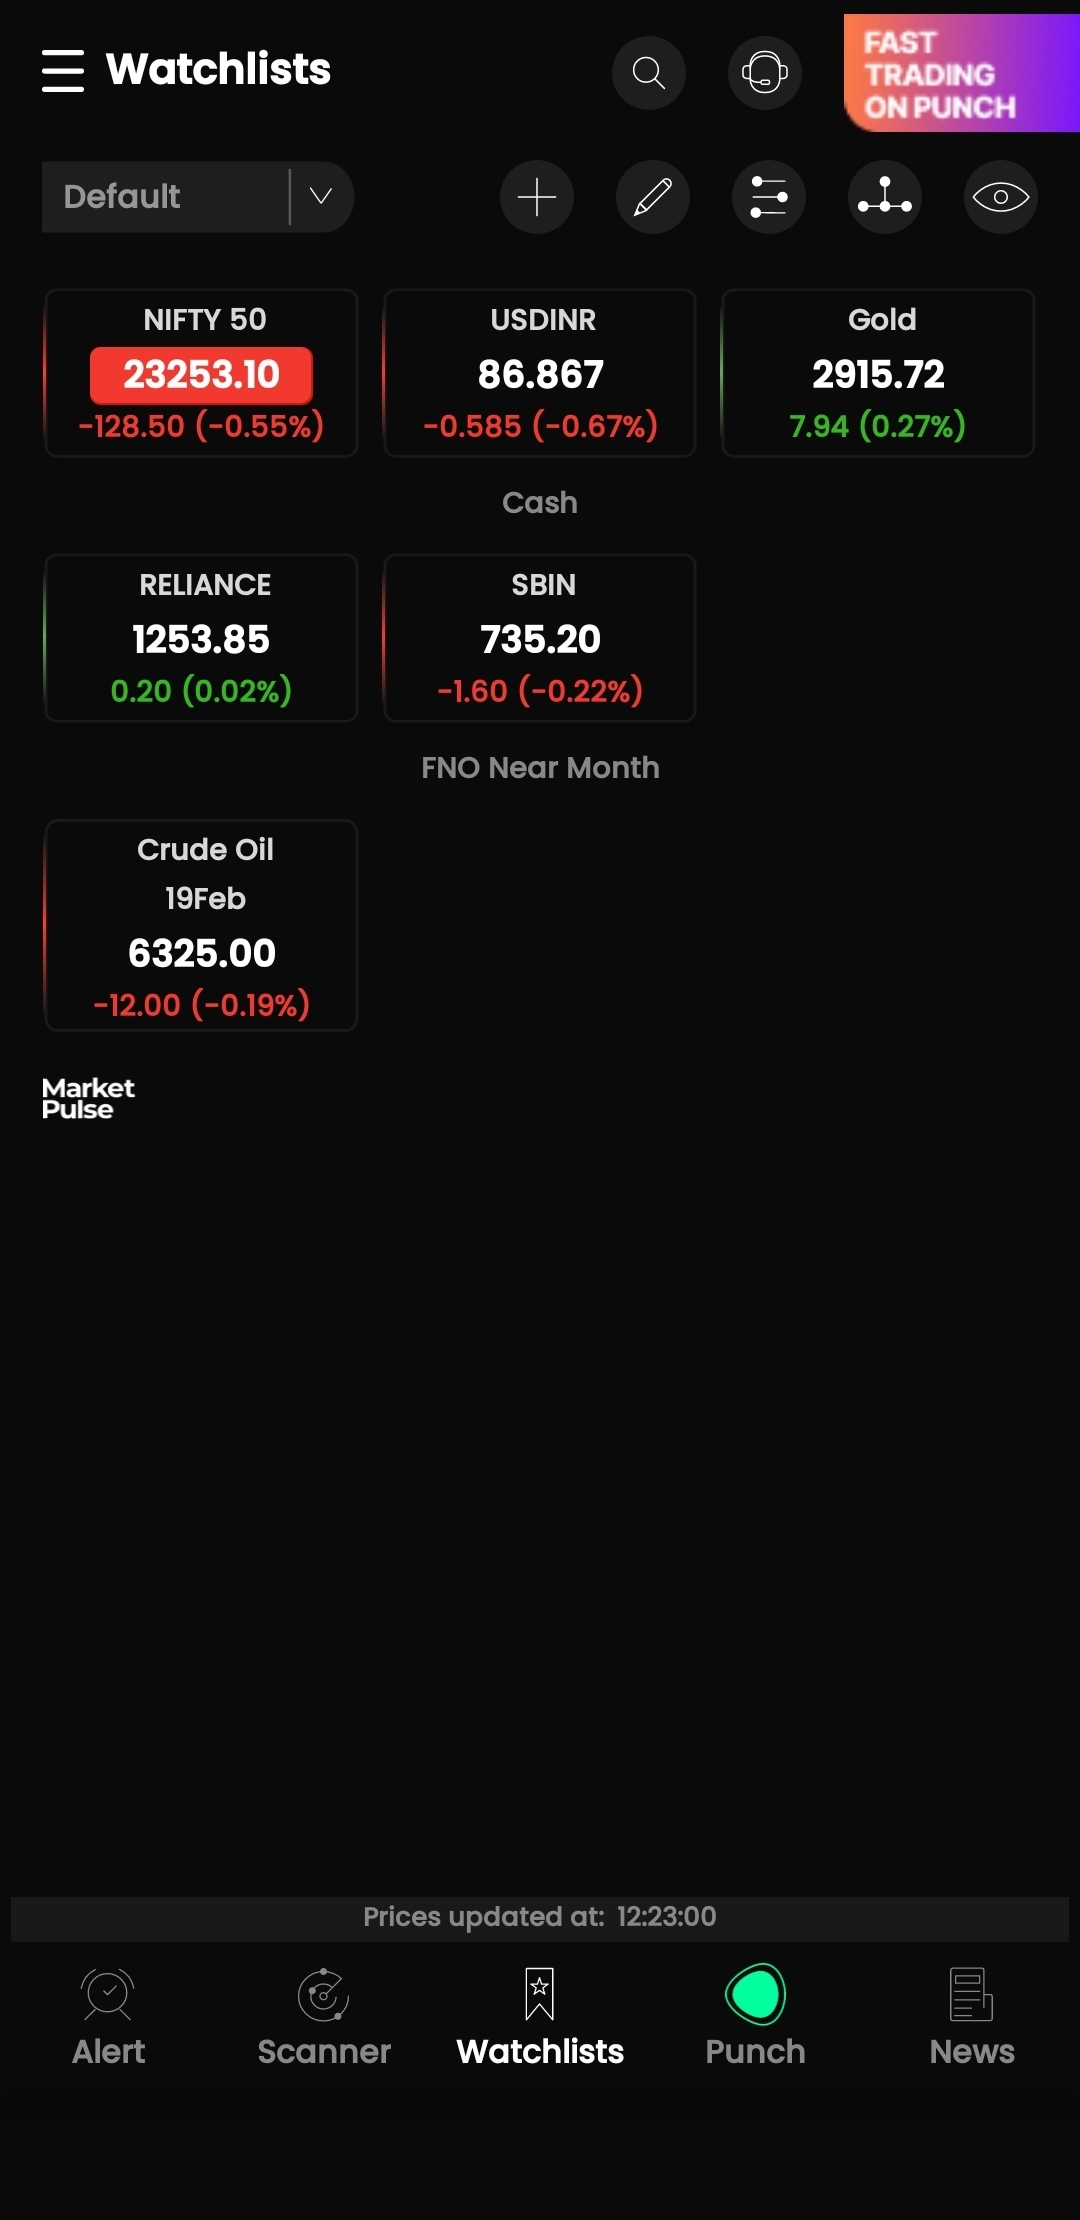 Watchlists
FAST
TRADING
ON PUNCH
Default
NIFTY 50
23253.10
-128.50 (-0.55%)
USDINR
86.867
-0.585 (-0.67%)
Gold
2915.72
7.94 (0.27%)
Cash
RELIANCE
1253.85
0.20 (0.02%)
SBIN
735.20
-1.60 (-0.22%)
FNO Near Month
Crude Oil
19Feb
6325.00
-12.00 (-0.19%)
Market
Pulse
Prices updated at: 12:23:00
Alert
Scanner
Watchlists
Punch
News